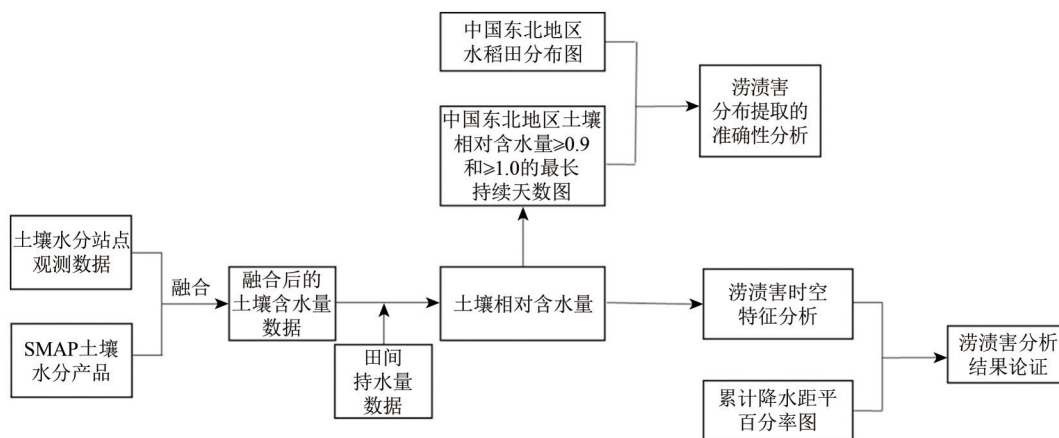 中国东北地区
水稻田分布图
涝渍害
分布提取的
准确性分析
中国东北地区土壤
相对含水量≥0.9
和≥1.0的最长
持续天数图
土壤水分站点
观测数据
融合
融合后的
土壤含水量
数据
土壤相对含水量
涝渍害时空
特征分析
SMAP土壤
水分产品
田间
持水量
数据
涝渍害分析
结果论证
累计降水距平
百分率图